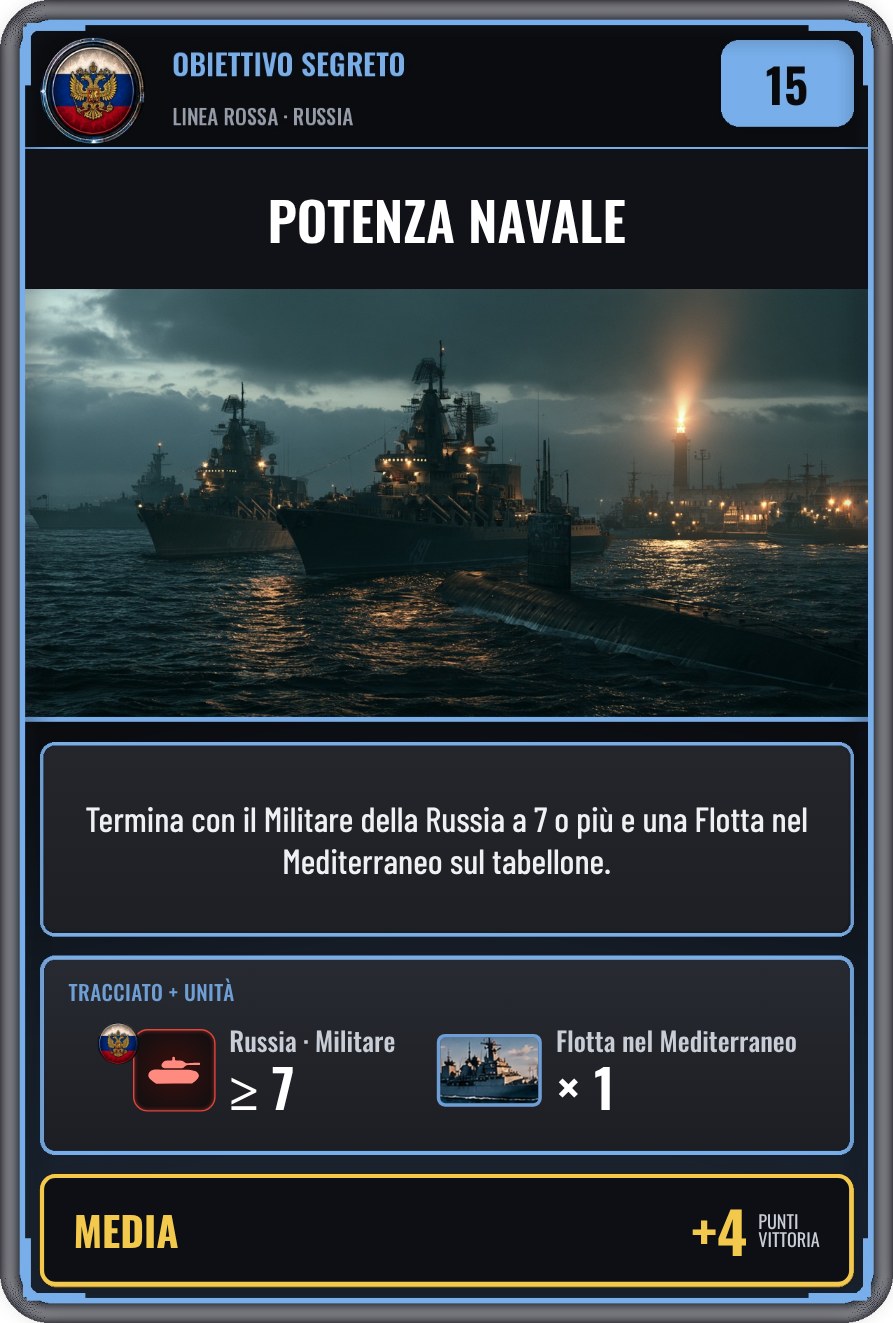 OBIETTIVO SEGRETO
LINEA ROSSA · RUSSIA
15
POTENZA NAVALE
Termina con il Militare della Russia a 7 o più e una Flotta nel
Mediterraneo sul tabellone.
TRACCIATO + UNITÀ
Russia · Militare
≥ 7
Flotta nel Mediterraneo
× 1
MEDIA
+4
PUNTI
VITTORIA